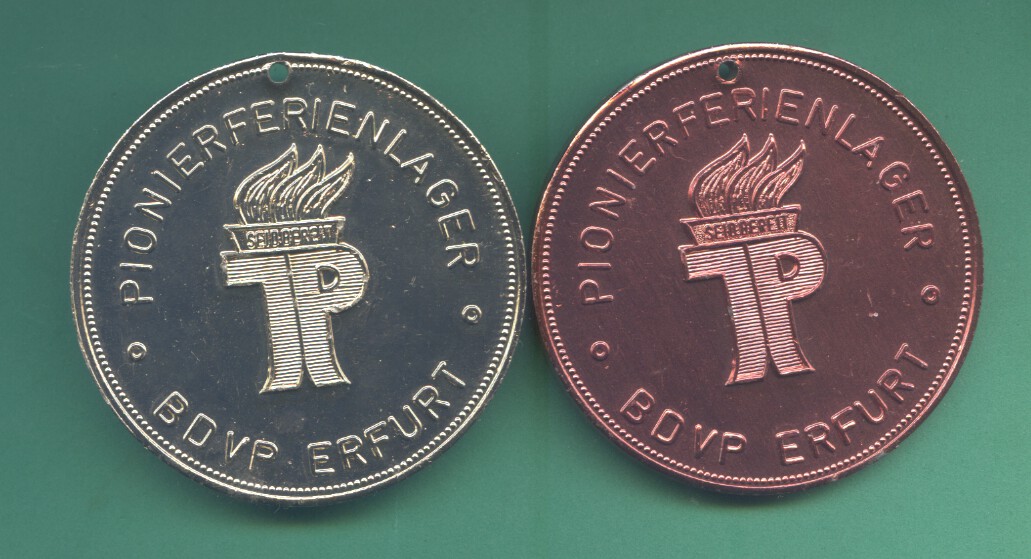 PIONIERFERIENLAGER
SEID BEREIT
JP
BDVP ERFURT
PIONIERFERIENLAGER
SEID BEREIT
JP
BDVP ERFURT